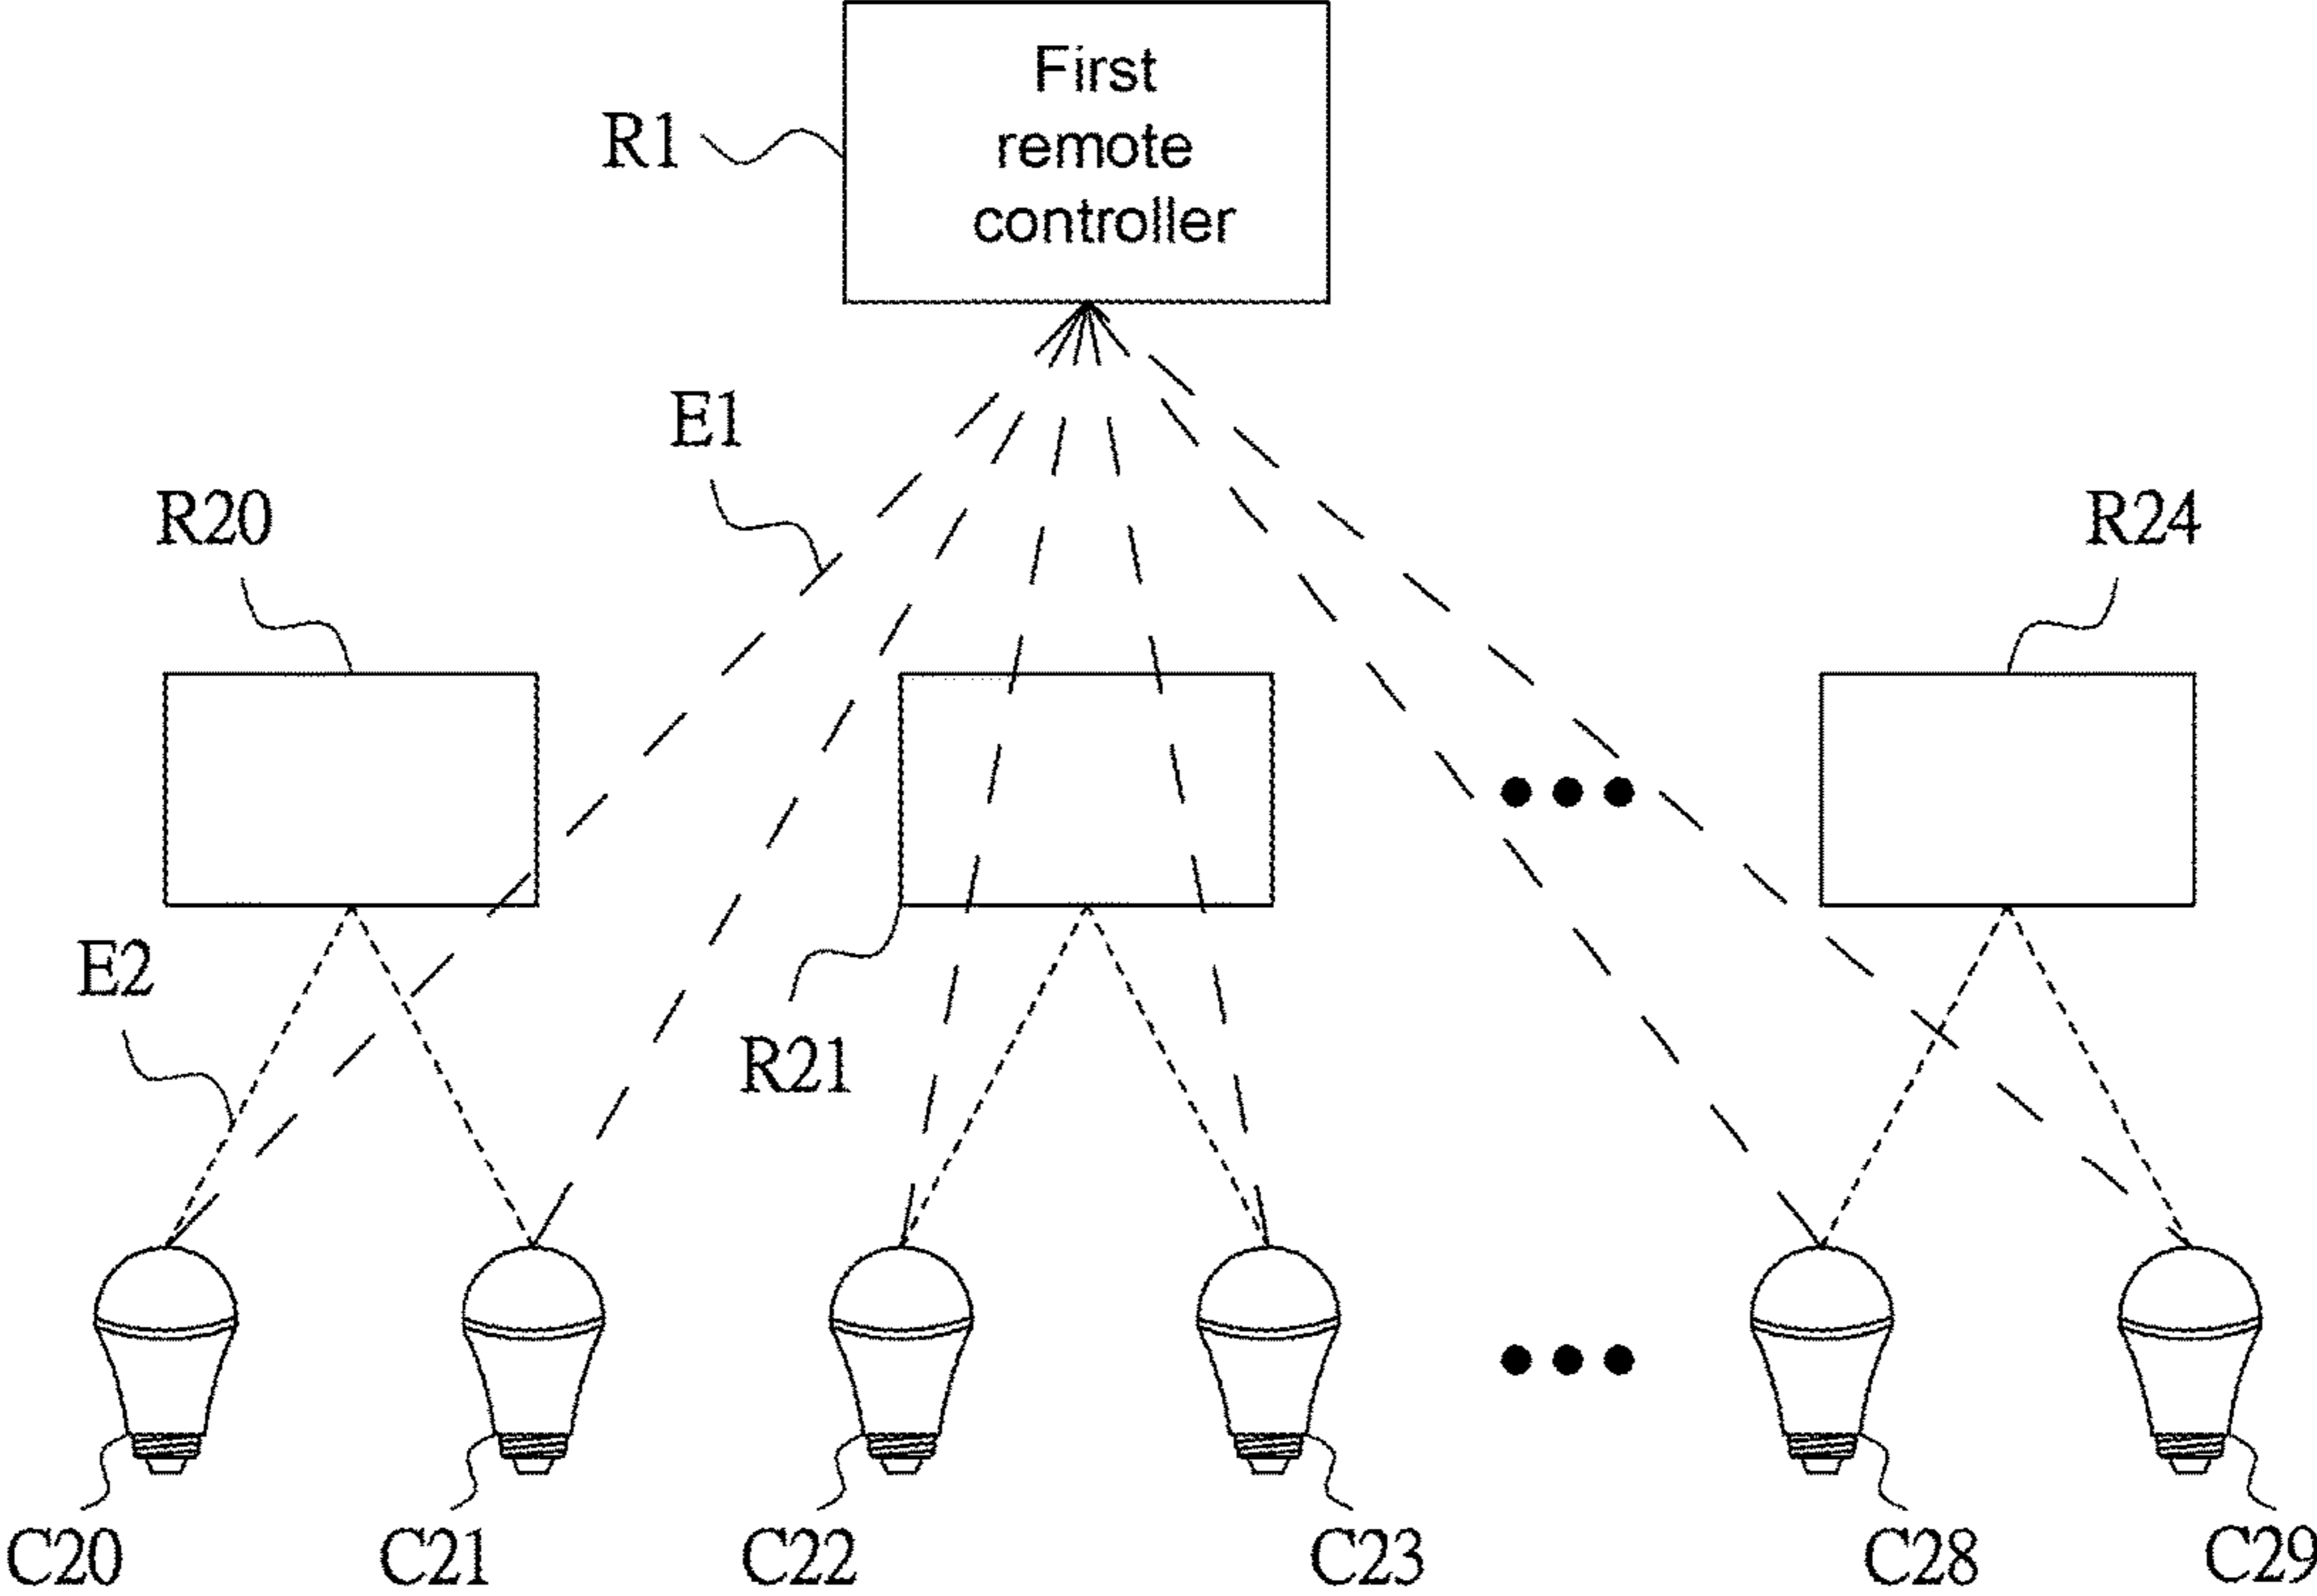 First
remote
controller
R1
E1
R20
R24
E2
R21
C20
C21
C22
C23
C28
C29